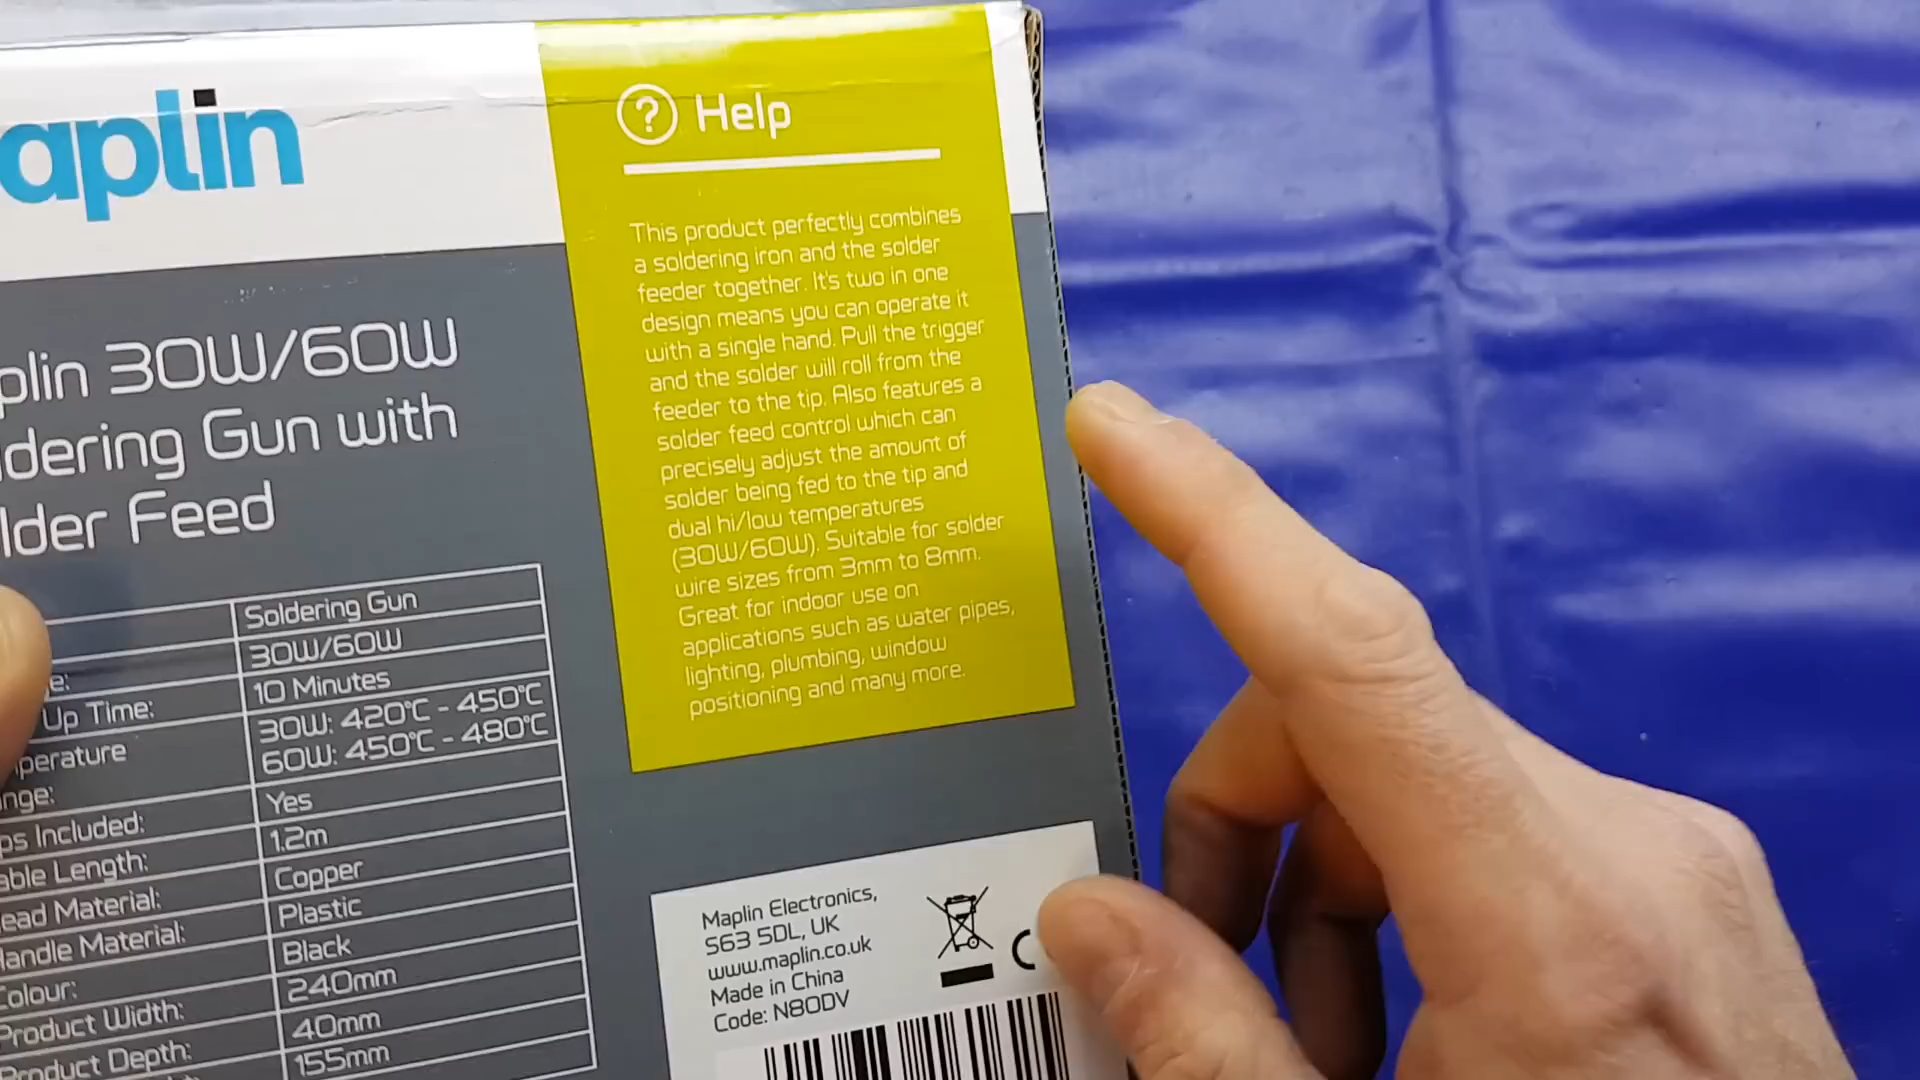 aplin
? Help
This product perfectly combines
a soldering iron and the solder
feeder together. It's two in one
design means you can operate it
with a single hand. Pull the trigger
and the solder will roll from the
feeder to the tip. Also features a
solder feed control which can
precisely adjust the amount of
solder being fed to the tip and
dual hi/low temperatures
(30W/60W). Suitable for solder
wire sizes from 3mm to 8mm.
Great for indoor use on
applications such as water pipes,
lighting, plumbing, window
positioning and many more.
plin 30W/60W
ldering Gun with
lder Feed
Soldering Gun
e: 30W/60W
Up Time: 10 Minutes
perature 30W: 420°C - 450°C
nge: 60W: 450°C - 480°C
ps Included: Yes
able Length: 1.2m
ead Material: Copper
Handle Material: Plastic
Colour: Black
Product Width: 240mm
Product Depth: 40mm
155mm
Maplin Electronics,
S63 5DL, UK
www.maplin.co.uk
Made in China
Code: N80DV
C